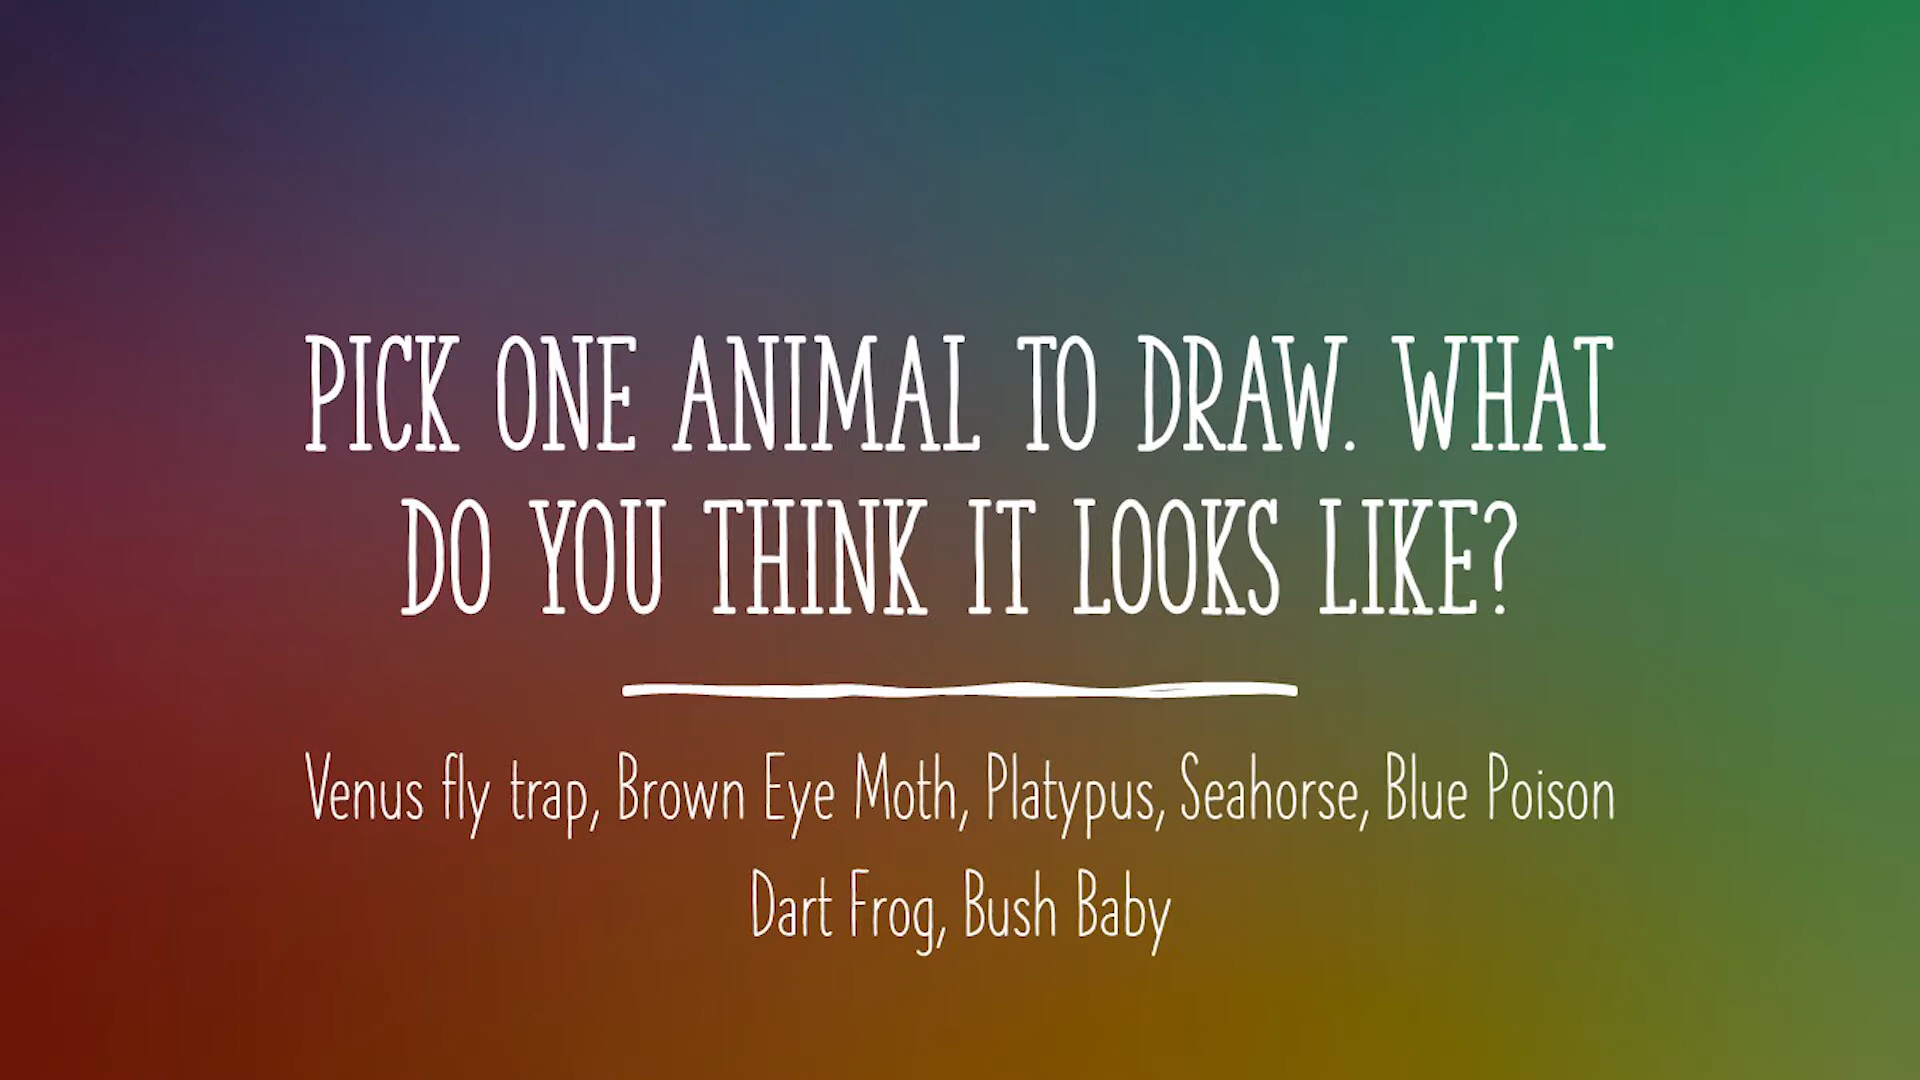 PICK ONE ANIMAL TO DRAW. WHAT
DO YOU THINK IT LOOKS LIKE?
Venus fly trap, Brown Eye Moth, Platypus, Seahorse, Blue Poison
Dart Frog, Bush Baby